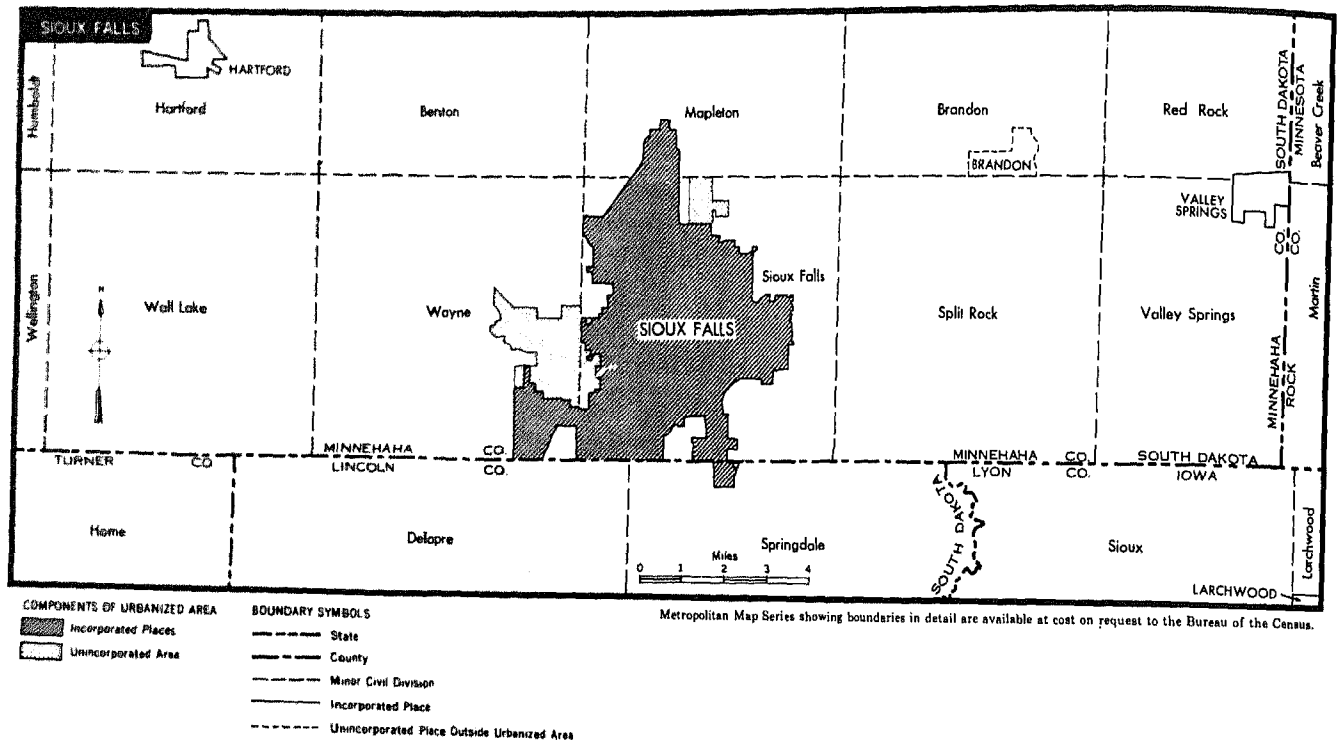 SIOUX FALLS
HARTFORD
Humboldt
Hartford
Benton
Mapleton
Brandon
Red Rock
SOUTH DAKOTA
MINNESOTA
Beaver Creek
BRANDON
VALLEY
SPRINGS
CO.
CO.
Wellington
N
Wall Lake
Wayne
Sioux Falls
SIOUX FALLS
Split Rock
Valley Springs
MINNEHAHA
ROCK
Martin
TURNER CO
MINNEHAHA CO.
LINCOLN CO.
MINNEHAHA CO.
LYON CO.
SOUTH DAKOTA
IOWA
Home
Delapre
Springdale
SOUTH DAKOTA
Sioux
Larchwood
LARCHWOOD
Miles
0 1 2 3 4
Metropolitan Map Series showing boundaries in detail are available at cost on request to the Bureau of the Census.
COMPONENTS OF URBANIZED AREA
Incorporated Places
Unincorporated Area
BOUNDARY SYMBOLS
State
County
Minor Civil Division
Incorporated Place
Unincorporated Place Outside Urbanized Area